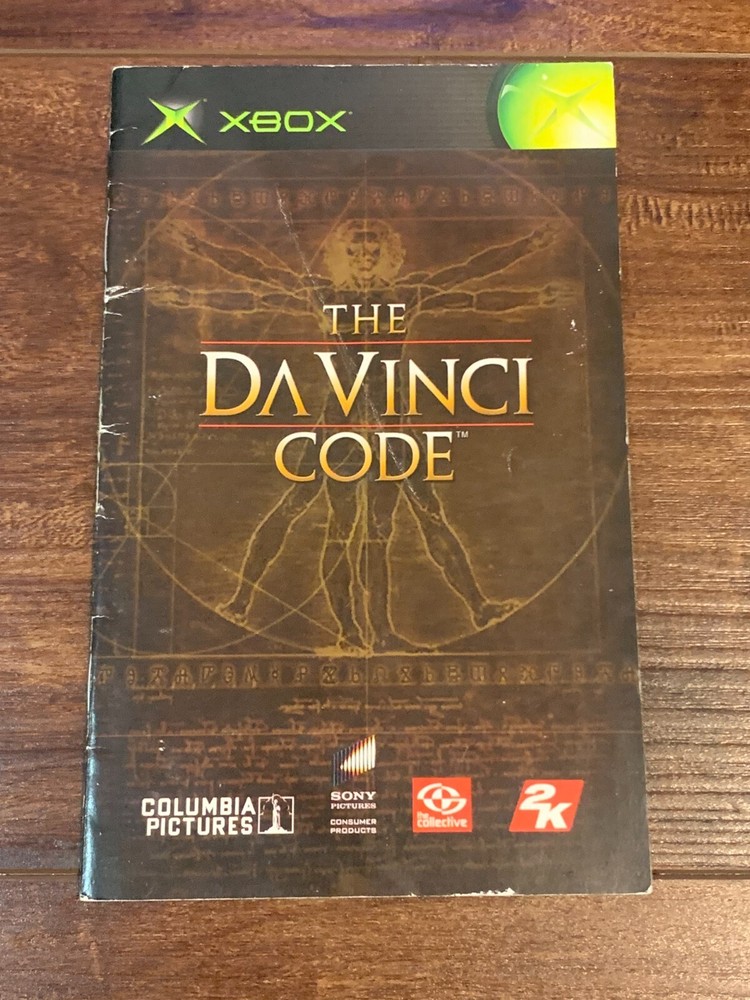 XBOX
THE
DA VINCI
CODE™
COLUMBIA
PICTURES
SONY
PICTURES
CONSUMER
PRODUCTS
the
collective
2K